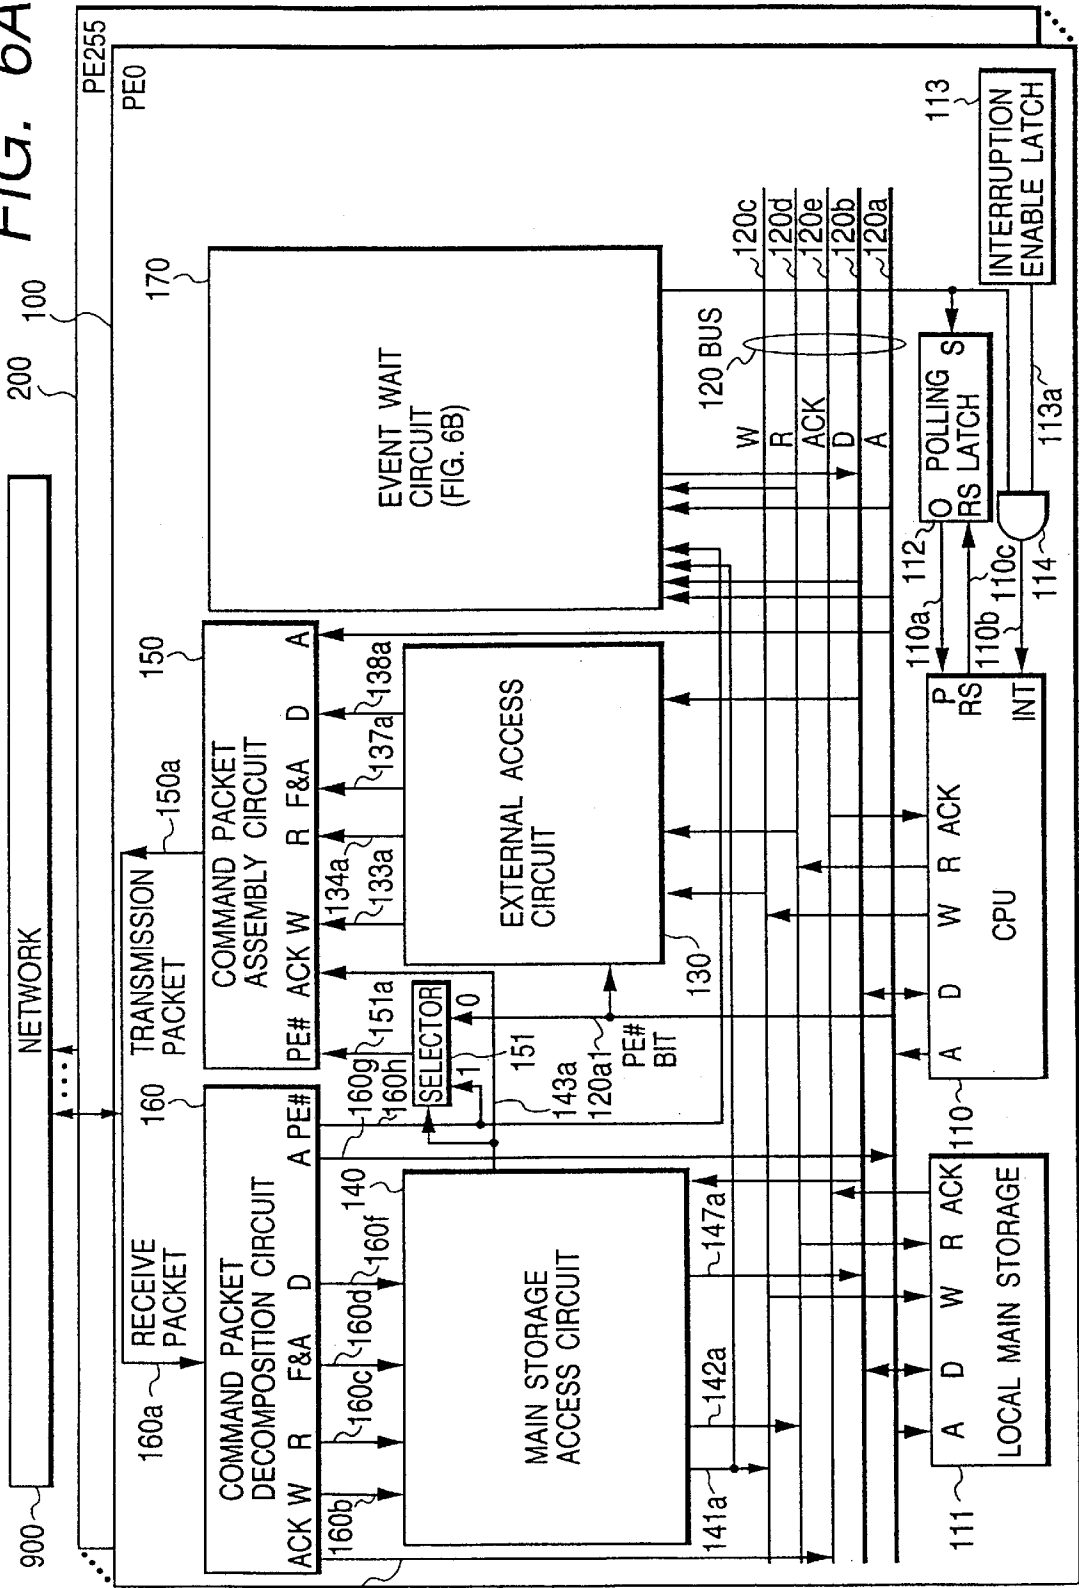 FIG. 6A
900
NETWORK
200
100
PE255
PE0
160a
RECEIVE
PACKET
TRANSMISSION
PACKET
150a
160
150
170
COMMAND PACKET
DECOMPOSITION CIRCUIT
ACK W R F&A D A PE#
COMMAND PACKET
ASSEMBLY CIRCUIT
PE# ACK W R F&A D A
EVENT WAIT
CIRCUIT
(FIG. 6B)
160b
160c
160d
160f
160g
160h
151a
134a
133a
137a
138a
140
MAIN STORAGE
ACCESS CIRCUIT
SELECTOR
1
0
151
143a
120a1
PE#
BIT
EXTERNAL ACCESS
CIRCUIT
130
141a
142a
147a
120 BUS
W
R
ACK
D
A
120c
120d
120e
120b
120a
111
A D W R ACK
LOCAL MAIN STORAGE
110
A D W R ACK
CPU
P
RS
INT
110a
110b
110c
112
O POLLING S
RS LATCH
114
113a
113
INTERRUPTION
ENABLE LATCH